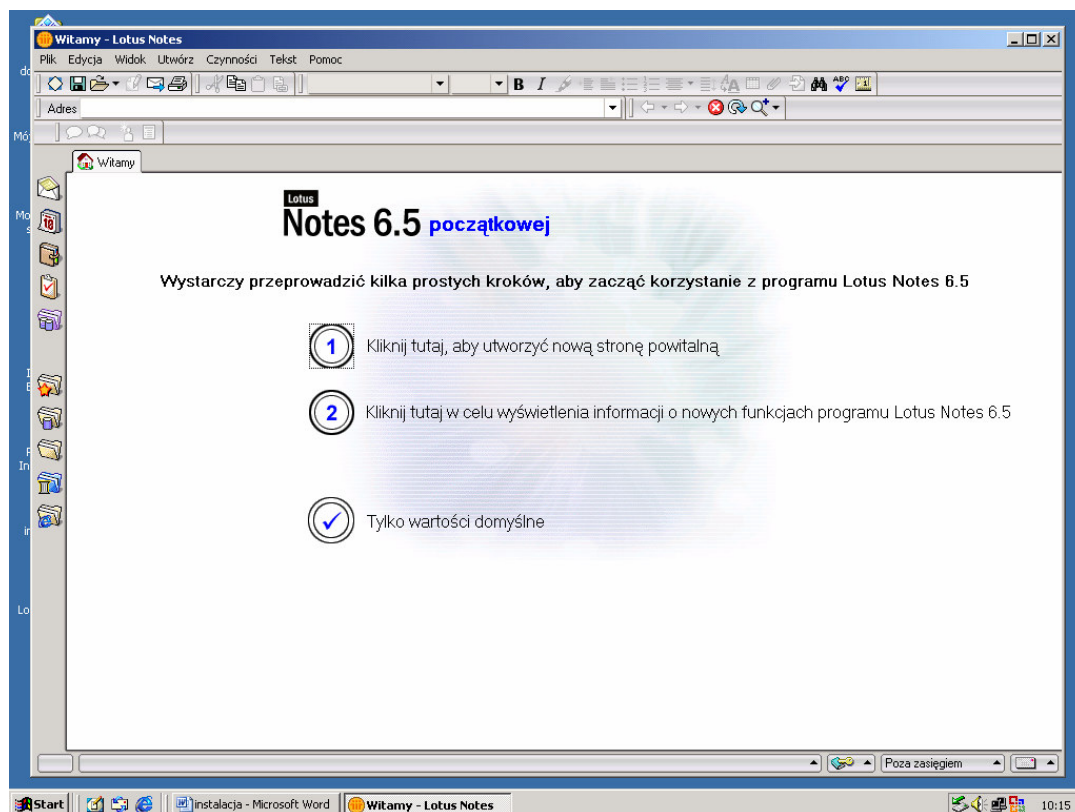 Witamy - Lotus Notes
Plik Edycja Widok Utwórz Czynności Tekst Pomoc
B I
ABC
Adres
Witamy
Lotus
Notes 6.5 początkowej
Wystarczy przeprowadzić kilka prostych kroków, aby zacząć korzystanie z programu Lotus Notes 6.5
1 Kliknij tutaj, aby utworzyć nową stronę powitalną
2 Kliknij tutaj w celu wyświetlenia informacji o nowych funkcjach programu Lotus Notes 6.5
Tylko wartości domyślne
Poza zasięgiem
Start instalacja - Microsoft Word Witamy - Lotus Notes 10:15